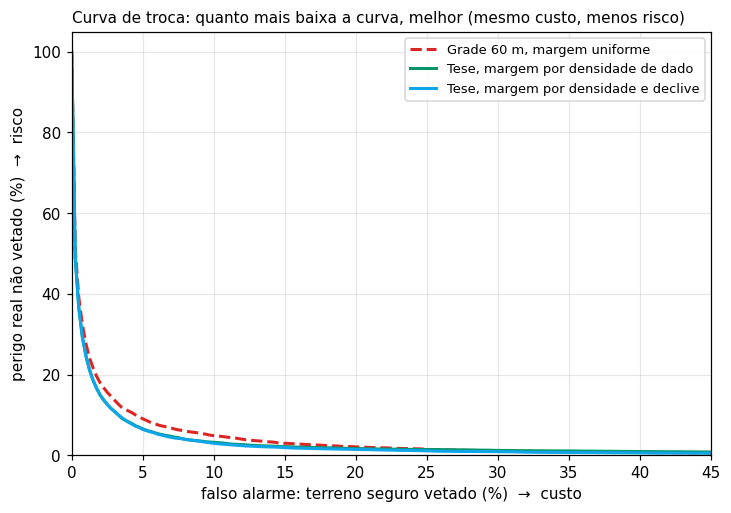 Curva de troca: quanto mais baixa a curva, melhor (mesmo custo, menos risco)
Grade 60 m, margem uniforme
Tese, margem por densidade de dado
Tese, margem por densidade e declive
perigo real não vetado (%) → risco
100
80
60
40
20
0
0 5 10 15 20 25 30 35 40 45
falso alarme: terreno seguro vetado (%) → custo